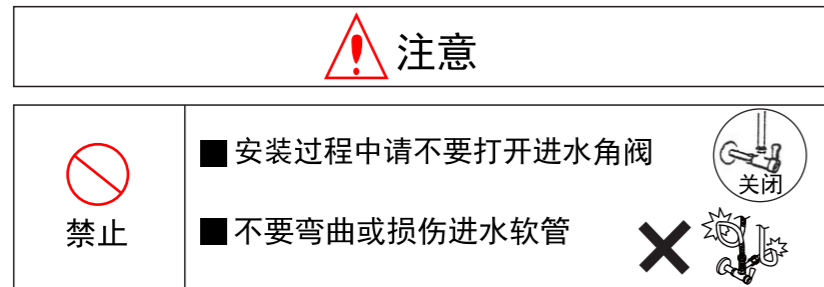 注意
■ 安装过程中请不要打开进水角阀
关闭
禁止
■ 不要弯曲或损伤进水软管